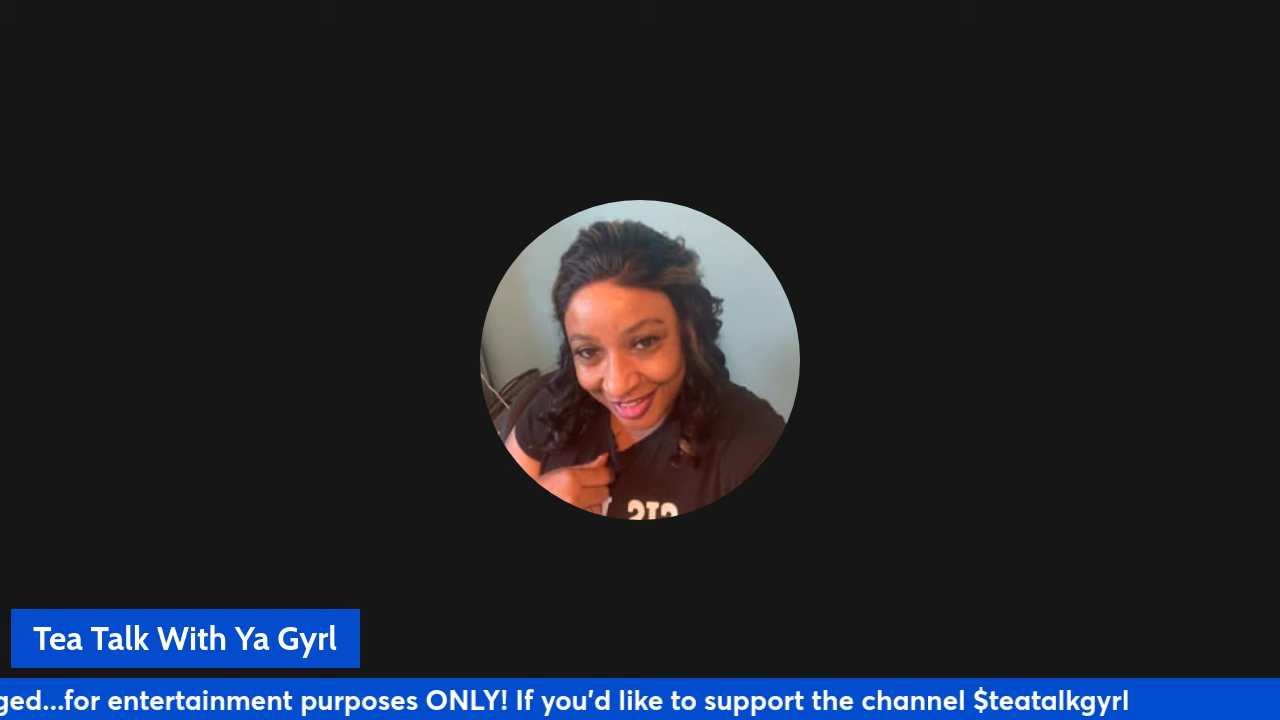 Tea Talk With Ya Gyrl
ged...for entertainment purposes ONLY! If you'd like to support the channel $teatalkgyrl